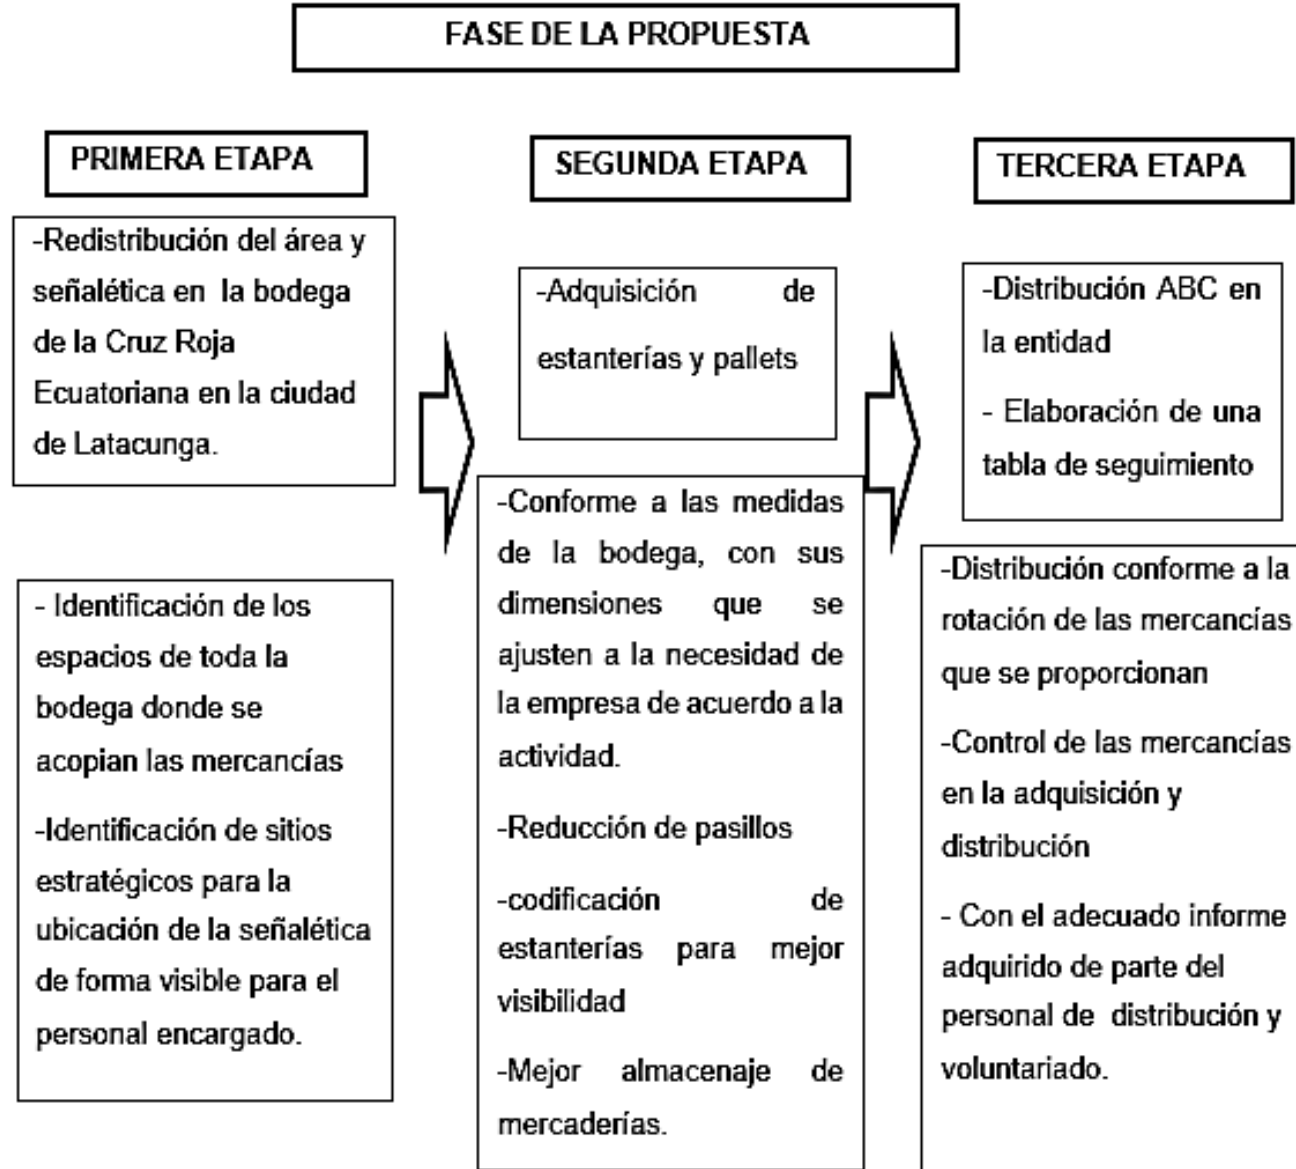 FASE DE LA PROPUESTA
PRIMERA ETAPA
-Redistribución del área y
señalética en la bodega
de la Cruz Roja
Ecuatoriana en la ciudad
de Latacunga.
- Identificación de los
espacios de toda la
bodega donde se
acopian las mercancías
-Identificación de sitios
estratégicos para la
ubicación de la señalética
de forma visible para el
personal encargado.
SEGUNDA ETAPA
-Adquisición de
estanterías y pallets
-Conforme a las medidas
de la bodega, con sus
dimensiones que se
ajusten a la necesidad de
la empresa de acuerdo a la
actividad.
-Reducción de pasillos
-codificación de
estanterías para mejor
visibilidad
-Mejor almacenaje de
mercaderías.
TERCERA ETAPA
-Distribución ABC en
la entidad
- Elaboración de una
tabla de seguimiento
-Distribución conforme a la
rotación de las mercancías
que se proporcionan
-Control de las mercancías
en la adquisición y
distribución
- Con el adecuado informe
adquirido de parte del
personal de distribución y
voluntariado.